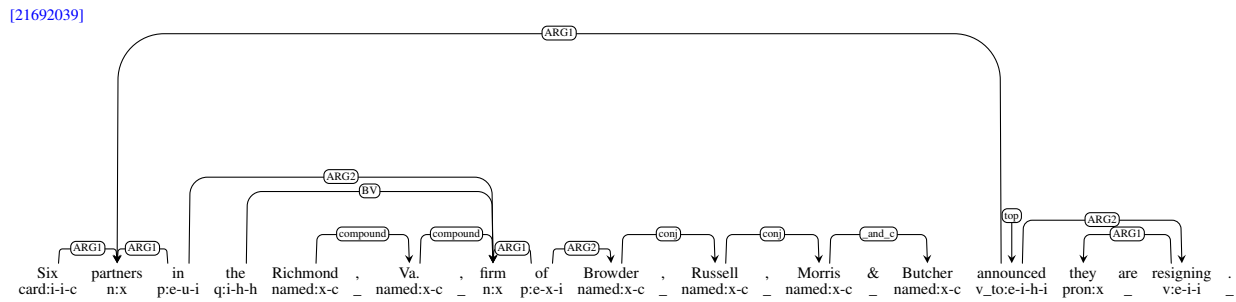 [21692039]
ARG1
ARG2
BV
top
ARG2
ARG1 ARG1 compound compound ARG1 ARG2 conj conj _and_c ARG1
Six partners in the Richmond , Va. , firm of Browder , Russell , Morris & Butcher announced they are resigning .
card:i-i-c n:x p:e-u-i q:i-h-h named:x-c _ named:x-c _ n:x p:e-x-i named:x-c _ named:x-c _ named:x-c _ named:x-c v_to:e-i-h-i pron:x _ v:e-i-i _